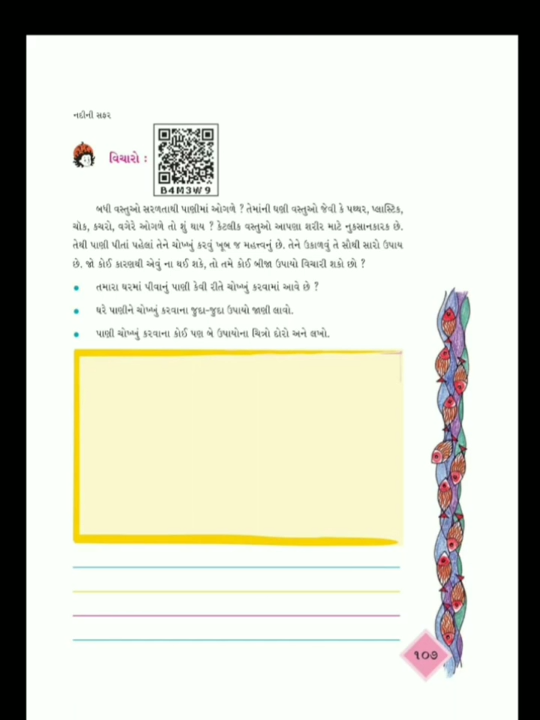 નદીની સફર
વિચારો :
B4M3W9
બધી વસ્તુઓ સરળતાથી પાણીમાં ઓગળે ? તેમાંની ઘણી વસ્તુઓ જેવી કે પથ્થર, પ્લાસ્ટિક,
ચોક, કચરો, વગેરે ઓગળે તો શું થાય ? કેટલીક વસ્તુઓ આપણા શરીર માટે નુકસાનકારક છે.
તેથી પાણી પીતાં પહેલાં તેને ચોખ્ખું કરવું ખૂબ જ મહત્ત્વનું છે. તેને ઉકાળવું તે સૌથી સારો ઉપાય
છે. જો કોઈ કારણથી એવું ના થઈ શકે, તો તમે કોઈ બીજા ઉપાયો વિચારી શકો છો ?
• તમારા ઘરમાં પીવાનું પાણી કેવી રીતે ચોખ્ખું કરવામાં આવે છે ?
• ઘરે પાણીને ચોખ્ખું કરવાના જુદા-જુદા ઉપાયો જાણી લાવો.
• પાણી ચોખ્ખું કરવાના કોઈ પણ બે ઉપાયોના ચિત્રો દોરો અને લખો.
૧૦૭